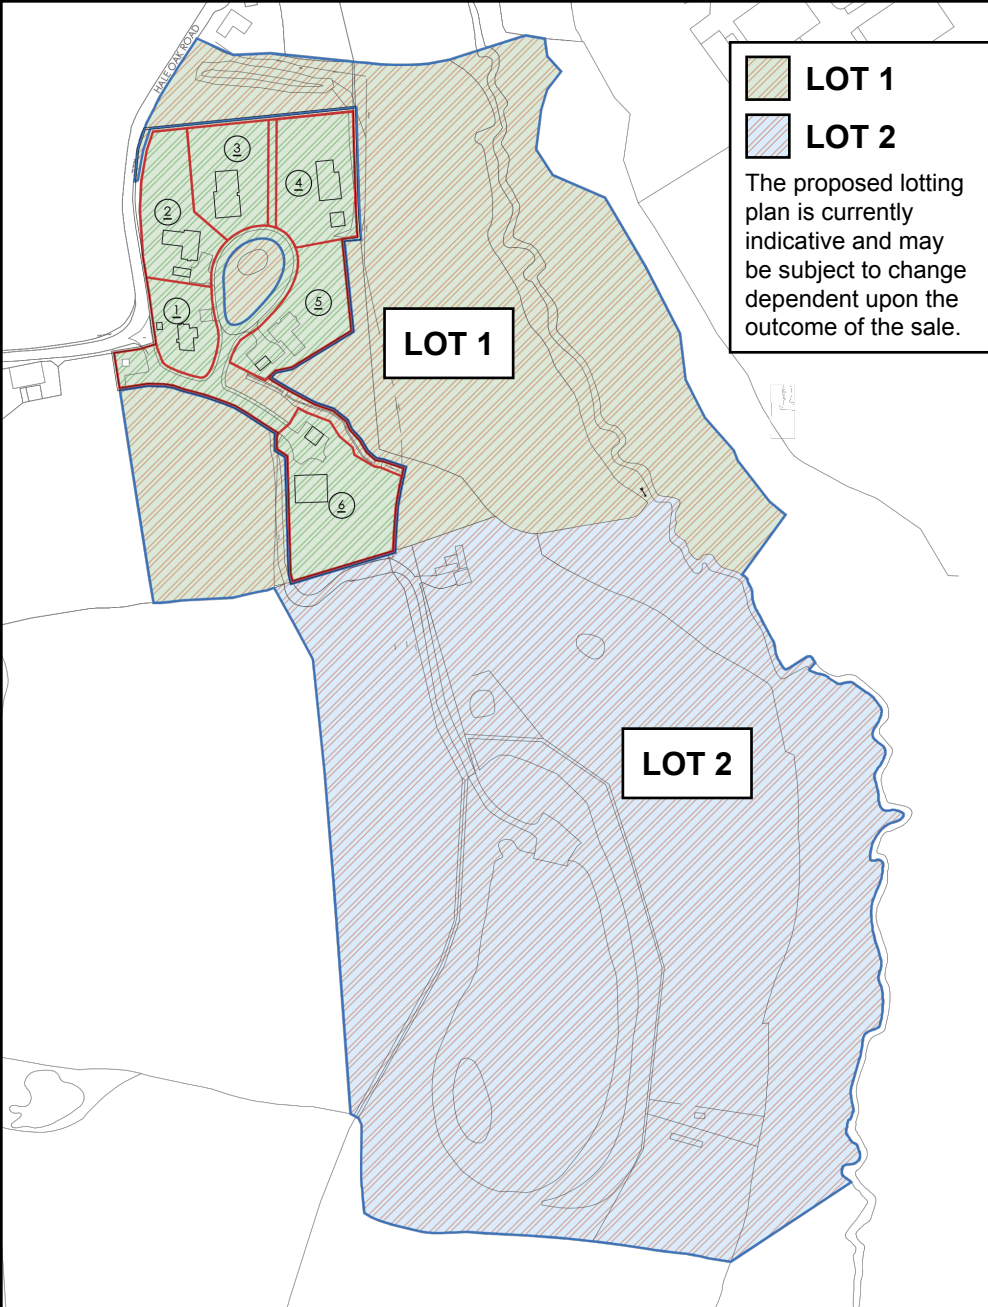 HALE OAK ROAD
LOT 1
LOT 2
The proposed lotting
plan is currently
indicative and may
be subject to change
dependent upon the
outcome of the sale.
3
4
2
5
1
LOT 1
6
LOT 2